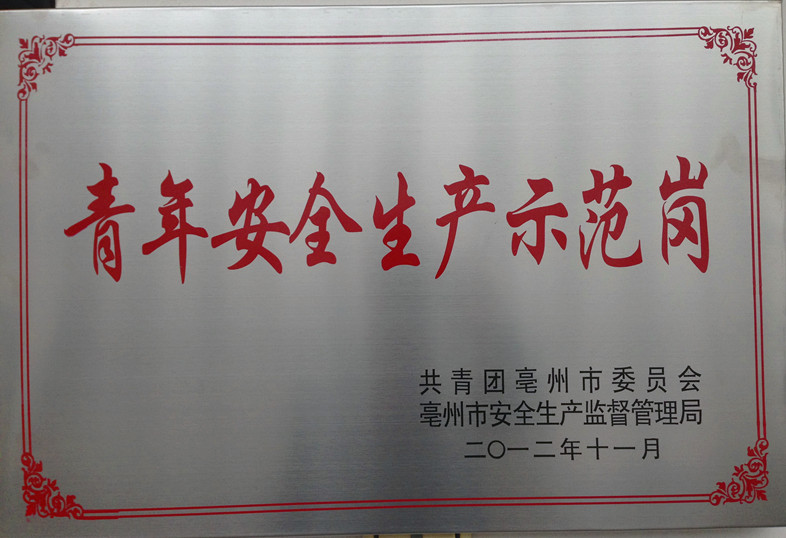 青年安全生产示范岗
共青团亳州市委员会
亳州市安全生产监督管理局
二〇一二年十一月